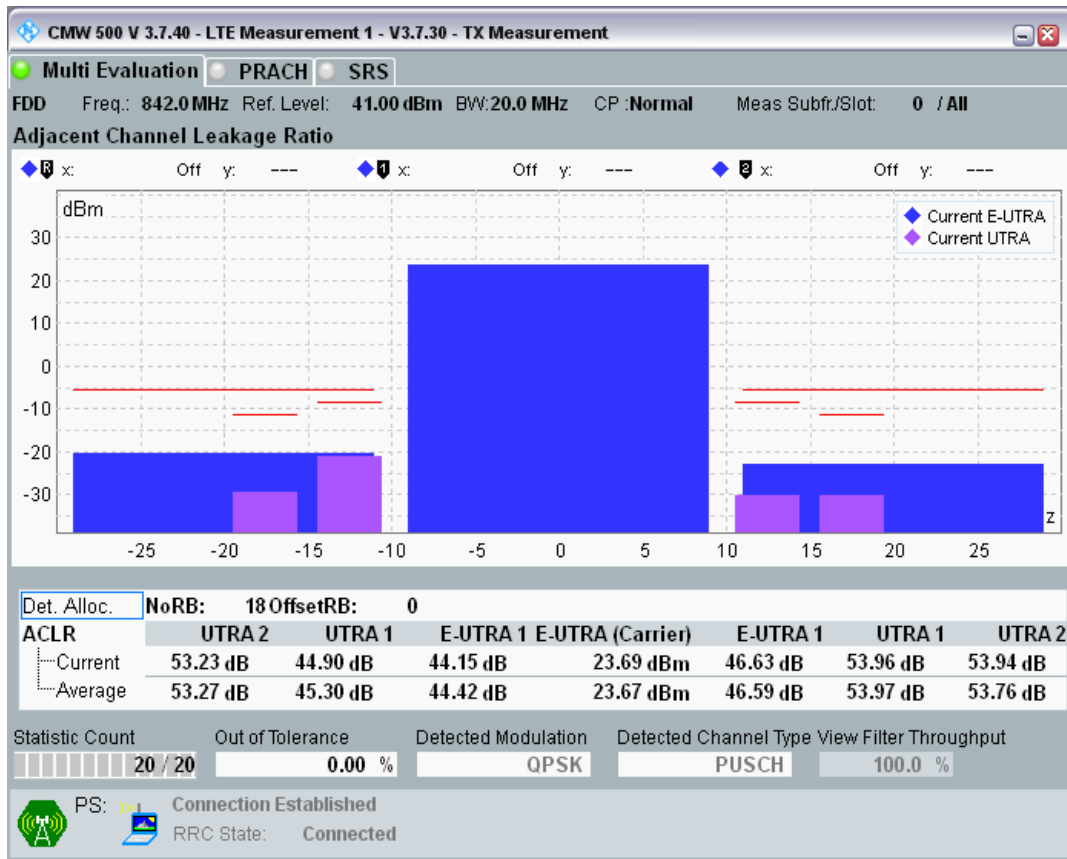 CMW 500 V 3.7.40 - LTE Measurement 1 - V3.7.30 - TX Measurement
Multi Evaluation PRACH SRS
FDD Freq.: 842.0 MHz Ref. Level: 41.00 dBm BW: 20.0 MHz CP : Normal Meas Subfr./Slot: 0 / All
Adjacent Channel Leakage Ratio
R x: Off y: --- 1 x: Off y: --- 2 x: Off y: ---
dBm
Current E-UTRA
Current UTRA
30
20
10
0
-10
-20
-30
z
-25 -20 -15 -10 -5 0 5 10 15 20 25
Det. Alloc. NoRB: 18 OffsetRB: 0
ACLR UTRA 2 UTRA 1 E-UTRA 1 E-UTRA (Carrier) E-UTRA 1 UTRA 1 UTRA 2
Current 53.23 dB 44.90 dB 44.15 dB 23.69 dBm 46.63 dB 53.96 dB 53.94 dB
Average 53.27 dB 45.30 dB 44.42 dB 23.67 dBm 46.59 dB 53.97 dB 53.76 dB
Statistic Count Out of Tolerance Detected Modulation Detected Channel Type View Filter Throughput
20 / 20 0.00 % QPSK PUSCH 100.0 %
PS: Connection Established
RRC State: Connected